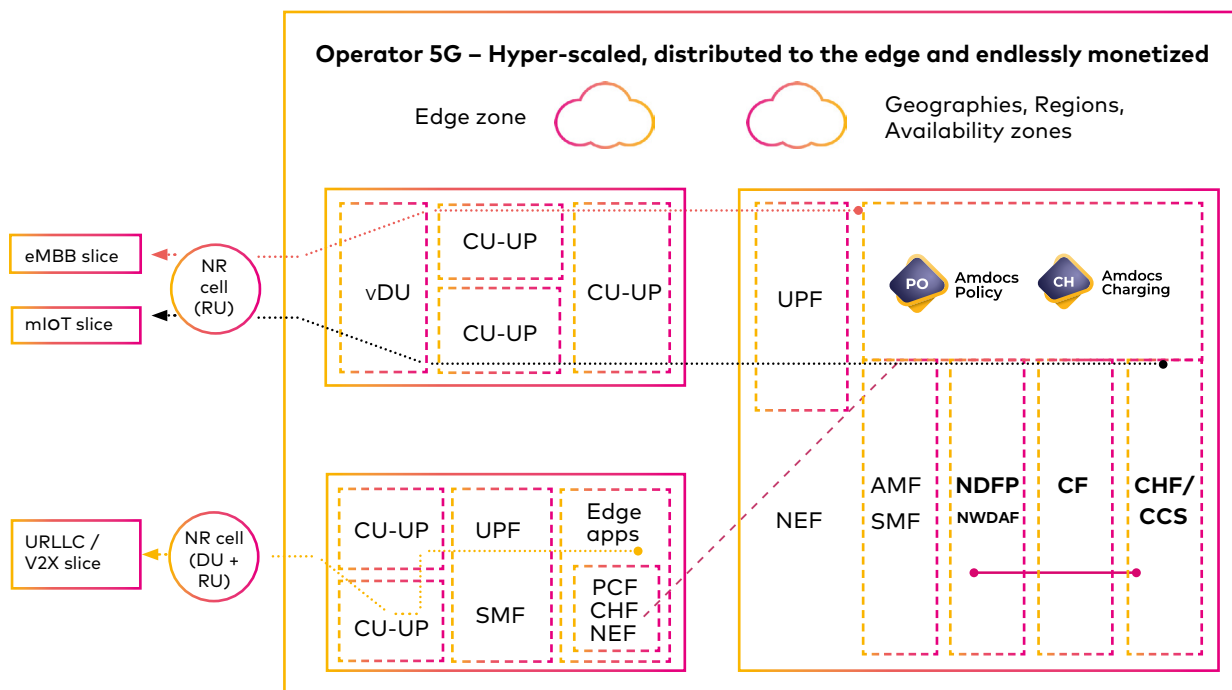 Operator 5G – Hyper-scaled, distributed to the edge and endlessly monetized
Edge zone
Geographies, Regions,
Availability zones
eMBB slice
mIOT slice
NR
cell
(RU)
vDU
CU-UP
CU-UP
CU-UP
UPF
PO
Amdocs
Policy
CH
Amdocs
Charging
NEF
AMF
SMF
NDFP
NWDAF
CF
CHF/
CCS
URLLC /
V2X slice
NR cell
(DU +
RU)
CU-UP
CU-UP
UPF
SMF
Edge
apps
PCF
CHF
NEF